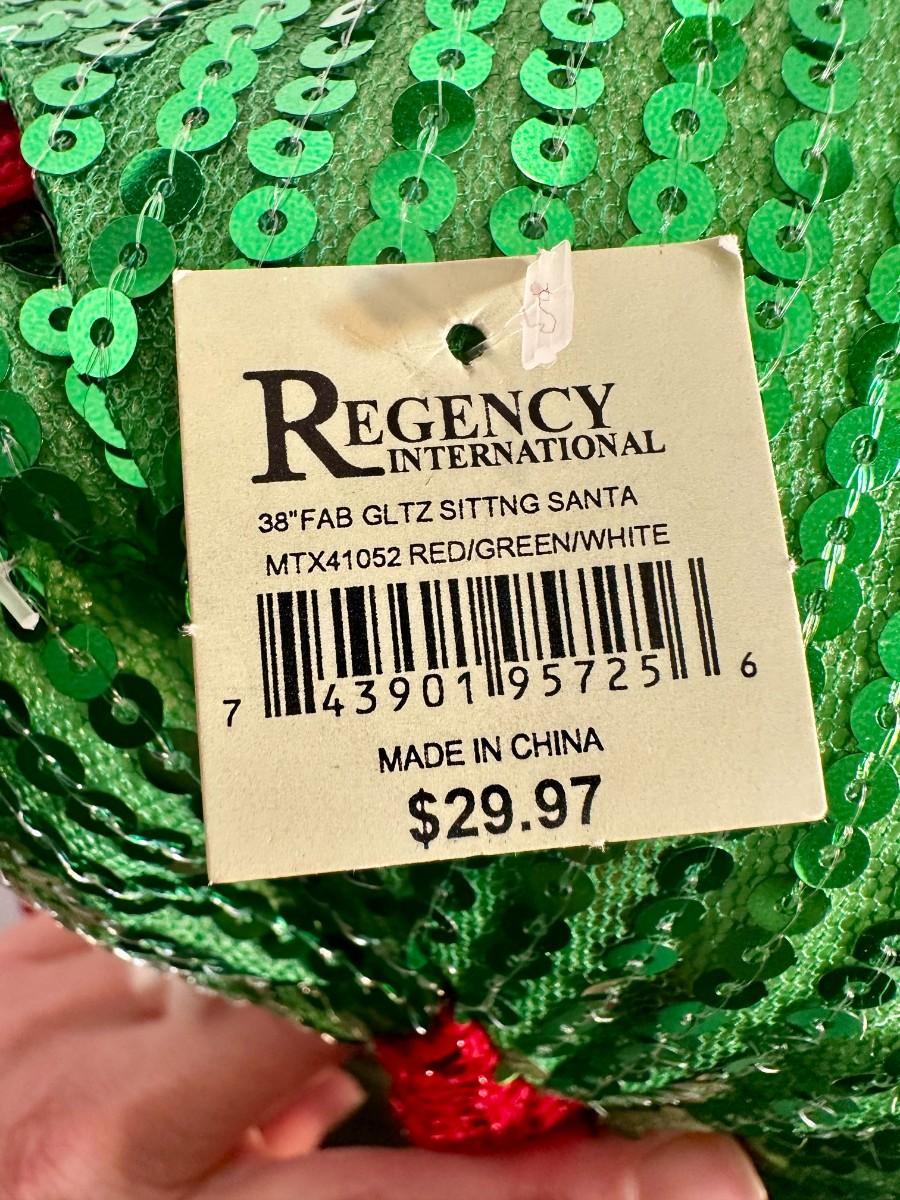 REGENCY
INTERNATIONAL
38"FAB GLTZ SITTNG SANTA
MTX41052 RED/GREEN/WHITE
7 43901 95725 6
MADE IN CHINA
$29.97